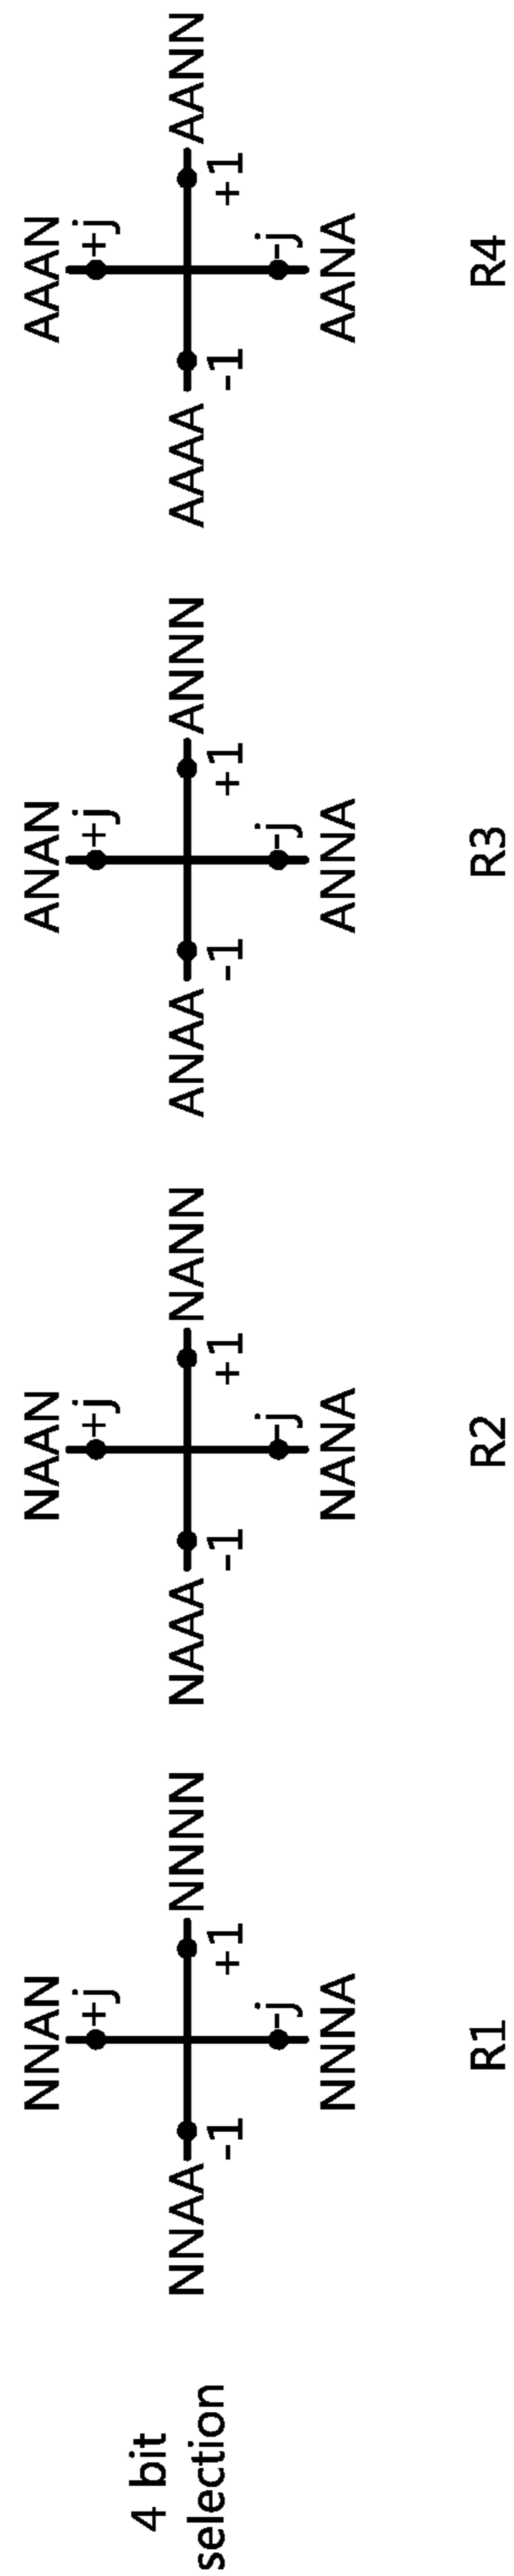 4 bit
selection
NNAN
+j
NNAA
-1
+1
NNNN
-j
NNNA
R1
NAAN
+j
NAAA
-1
+1
NANN
-j
NANA
R2
ANAN
+j
ANAA
-1
+1
ANNN
-j
ANNA
R3
AAAN
+j
AAAA
-1
+1
AANN
-j
AANA
R4